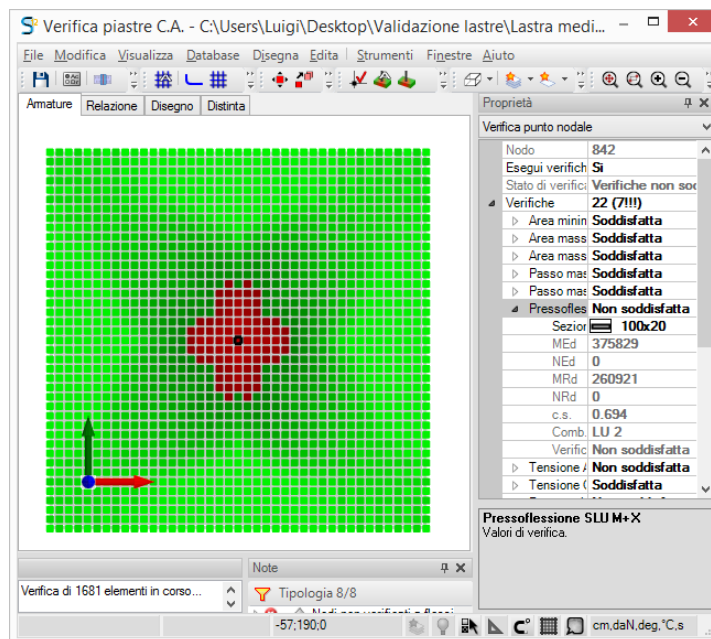 Verifica piastre C.A. - C:\Users\Luigi\Desktop\Validazione lastre\Lastra medi...
File Modifica Visualizza Database Disegna Edita Strumenti Finestre Aiuto
Armature Relazione Disegno Distinta
Proprietà
Verifica punto nodale
Nodo 842
Esegui verifich Si
Stato di verific Verifiche non sod
Verifiche 22 (7!!!)
Area minin Soddisfatta
Area mass Soddisfatta
Area mass Soddisfatta
Passo mas Soddisfatta
Passo mas Soddisfatta
Pressofles Non soddisfatta
Sezior 100x20
MEd 375829
NEd 0
MRd 260921
NRd 0
c.s. 0.694
Comb. LU 2
Verific Non soddisfatta
Tensione A Non soddisfatta
Tensione ( Soddisfatta
Pressoflessione SLU M+X
Valori di verifica.
Note
Verifica di 1681 elementi in corso...
Tipologia 8/8
-57;190;0
cm,daN,deg,°C,s